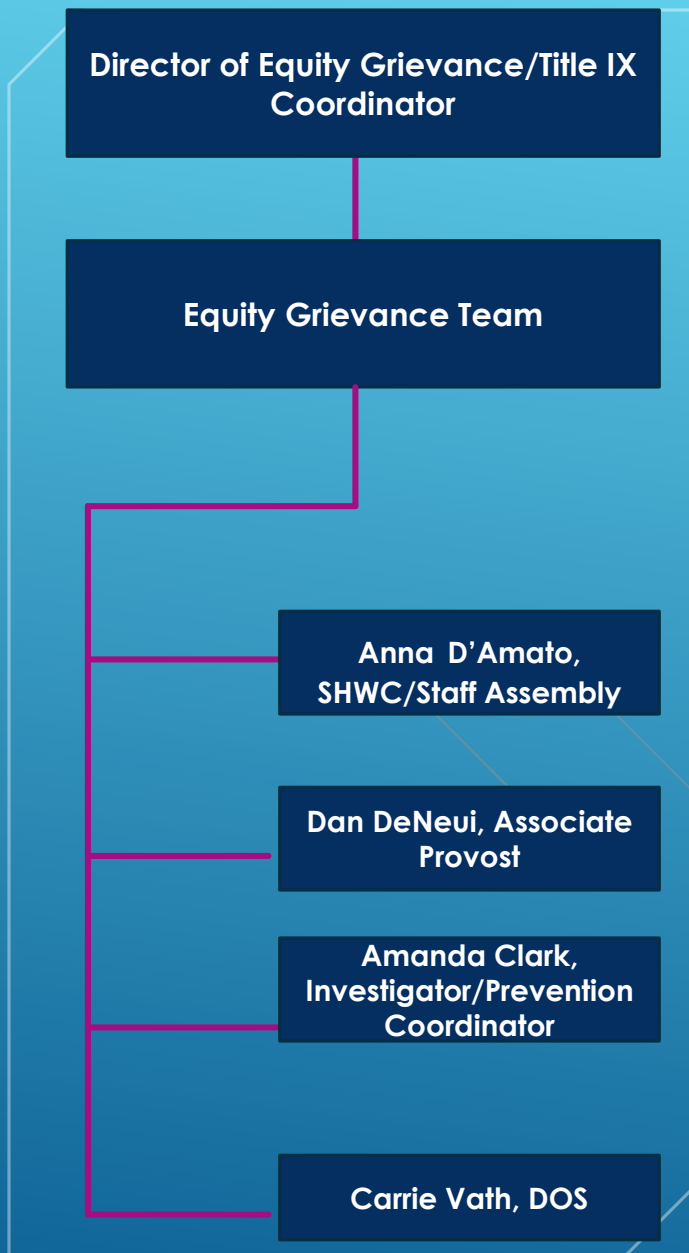 Director of Equity Grievance/Title IX
Coordinator
Equity Grievance Team
Anna D’Amato,
SHWC/Staff Assembly
Dan DeNeui, Associate
Provost
Amanda Clark,
Investigator/Prevention
Coordinator
Carrie Vath, DOS